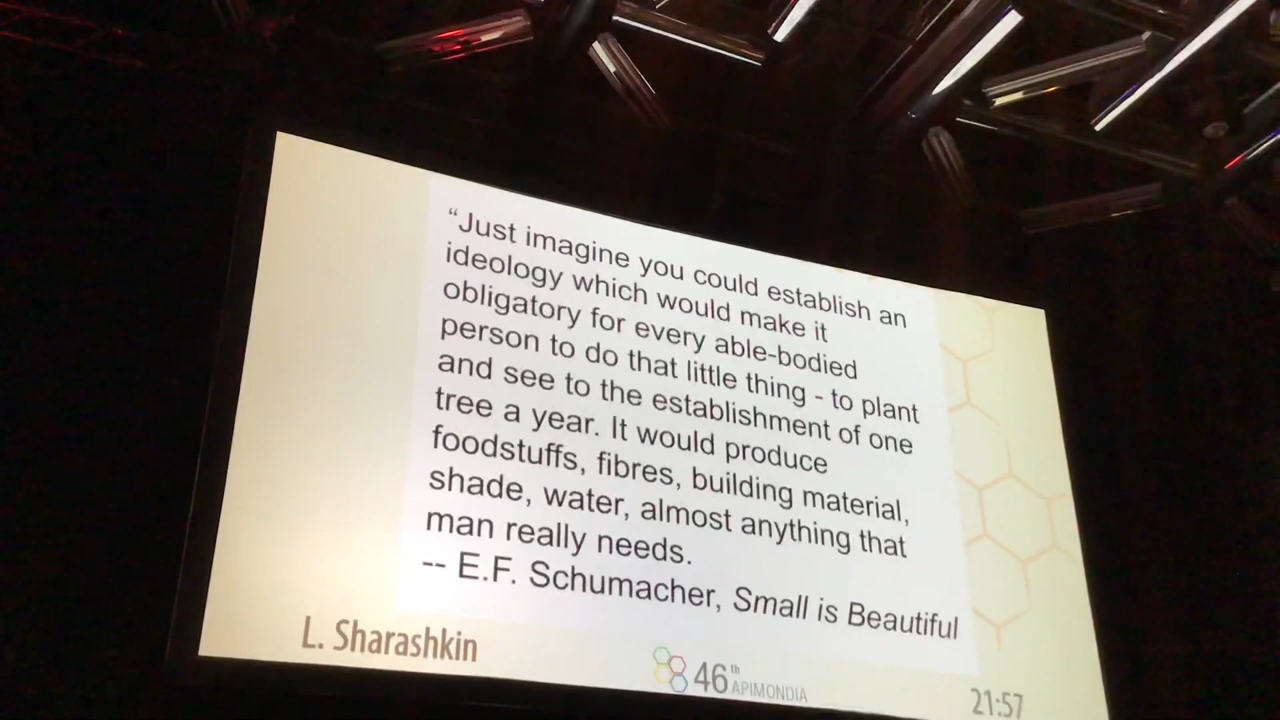 “Just imagine you could establish an
ideology which would make it
obligatory for every able-bodied
person to do that little thing - to plant
and see to the establishment of one
tree a year. It would produce
foodstuffs, fibres, building material,
shade, water, almost anything that
man really needs.
-- E.F. Schumacher, Small is Beautiful
L. Sharashkin
46th APIMONDIA
21:57